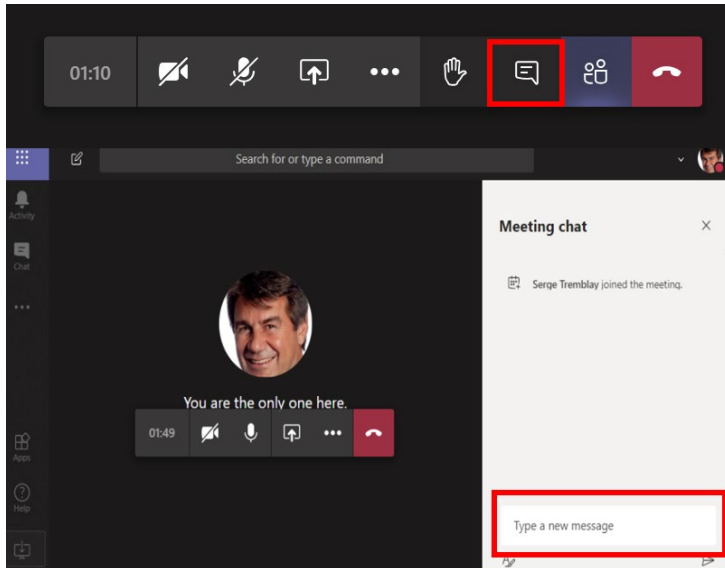 01:10
Search for or type a command
Activity
Chat
Meeting chat
Serge Tremblay joined the meeting.
You are the only one here.
01:49
Apps
Help
Type a new message